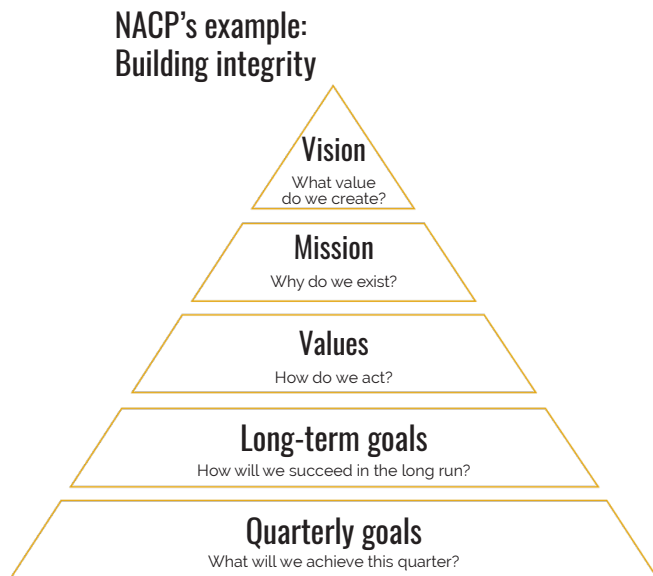 NACP’s example:
Building integrity
Vision
What value
do we create?
Mission
Why do we exist?
Values
How do we act?
Long-term goals
How will we succeed in the long run?
Quarterly goals
What will we achieve this quarter?